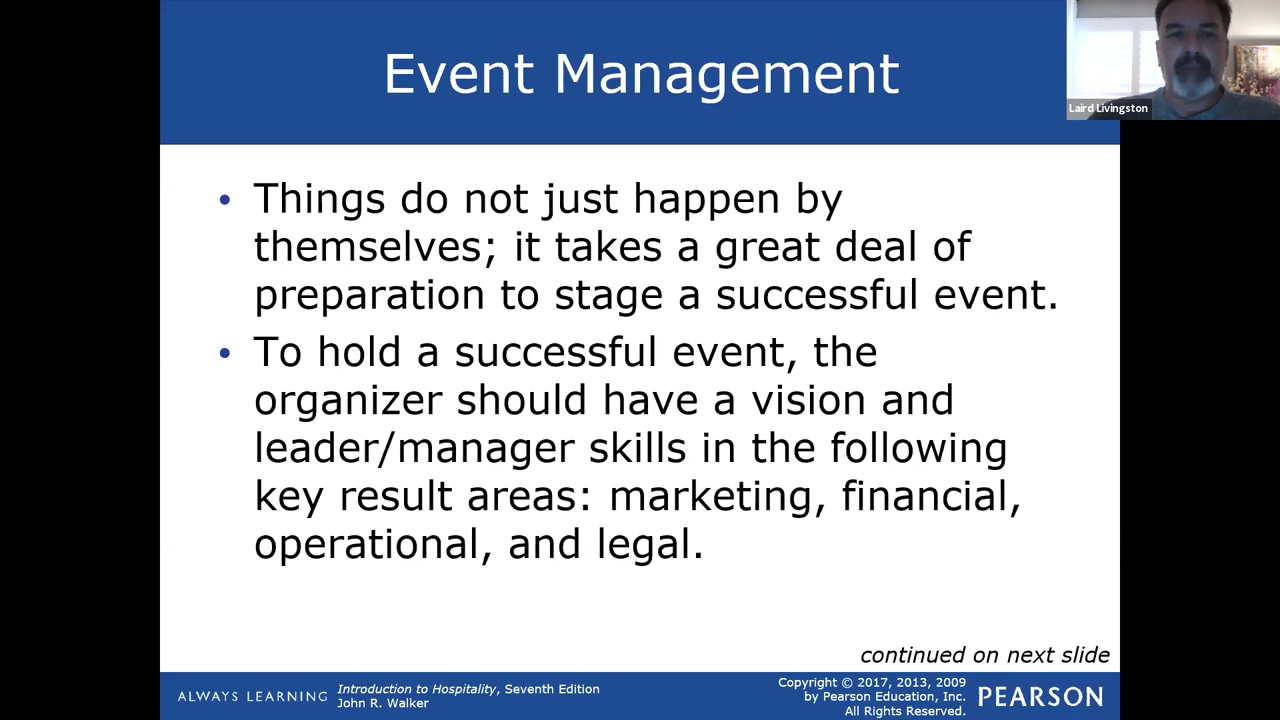 Event Management
Laird Livingston
• Things do not just happen by
themselves; it takes a great deal of
preparation to stage a successful event.
• To hold a successful event, the
organizer should have a vision and
leader/manager skills in the following
key result areas: marketing, financial,
operational, and legal.
continued on next slide
ALWAYS LEARNING
Introduction to Hospitality, Seventh Edition
John R. Walker
Copyright © 2017, 2013, 2009
by Pearson Education, Inc.
All Rights Reserved.
PEARSON